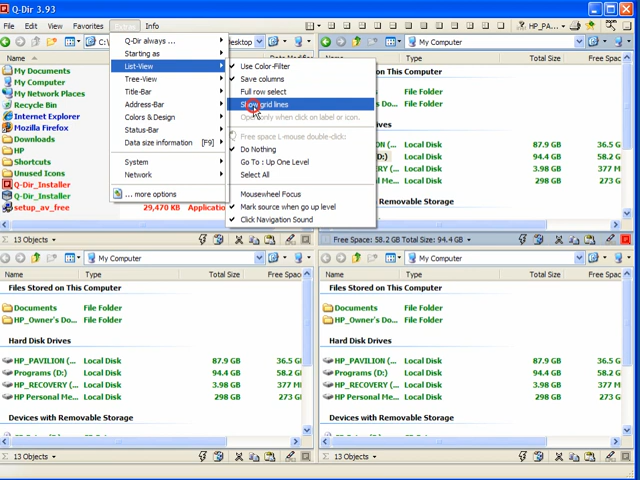 Q-Dir 3.93
File Edit View Favorites Extras Info
My Computer
Name
My Documents
My Computer
My Network Places
Recycle Bin
Internet Explorer
Mozilla Firefox
Downloads
HP
Shortcuts
Unused Icons
Q-Dir_Installer
Q-Dir_Installer
setup_av_free 29,470 KB
13 Objects
Q-Dir always ...
Starting as
List-View
Tree-View
Title-Bar
Address-Bar
Colors & Design
Status-Bar
Data size information [F9]
System
Network
... more options
Use Color-Filter
Save columns
Full row select
Show grid lines
Open only when click on label or icon.
Free space L-mouse double-click:
Do Nothing
Go To : Up One Level
Select All
Mousewheel Focus
Mark source when go up level
Click Navigation Sound
Type Total Size Free Spac
My Computer
File Folder
File Folder
Local Disk 87.9 GB 36.5 G
Local Disk 94.4 GB 58.2 G
Local Disk 3.98 GB 377 M
Local Disk 298 GB 273 G
Free Space: 58.2 GB Total Size: 94.4 GB
My Computer
Name Type Total Size Free Spac
Files Stored on This Computer
Documents File Folder
HP_Owner's Do... File Folder
Hard Disk Drives
HP_PAVILION (... Local Disk 87.9 GB 36.5 G
Programs (D:) Local Disk 94.4 GB 58.2 G
HP_RECOVERY (... Local Disk 3.98 GB 377 M
HP Personal Me... Local Disk 298 GB 273 G
Devices with Removable Storage
13 Objects
My Computer
Name Type Total Size Free Spac
Files Stored on This Computer
Documents File Folder
HP_Owner's Do... File Folder
Hard Disk Drives
HP_PAVILION (... Local Disk 87.9 GB 36.5 G
Programs (D:) Local Disk 94.4 GB 58.2 G
HP_RECOVERY (... Local Disk 3.98 GB 377 M
HP Personal Me... Local Disk 298 GB 273 G
Devices with Removable Storage
13 Objects